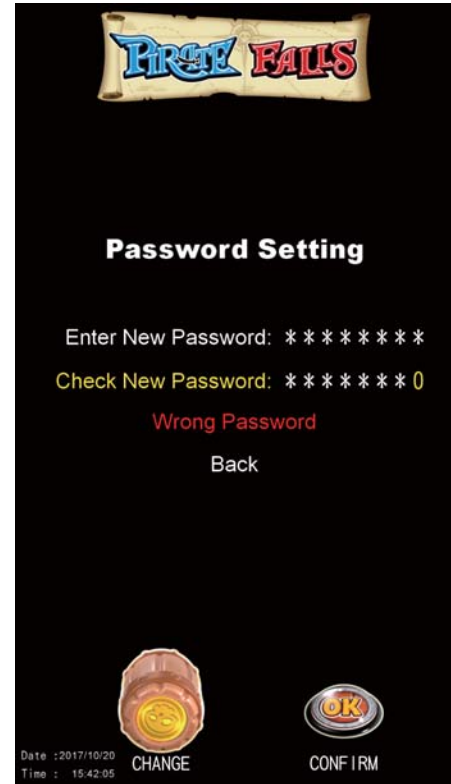 PIRATE FALLS
Password Setting
Enter New Password: ********
Check New Password: *******0
Wrong Password
Back
OK
Date :2017/10/20
Time : 15:42:05
CHANGE
CONFIRM